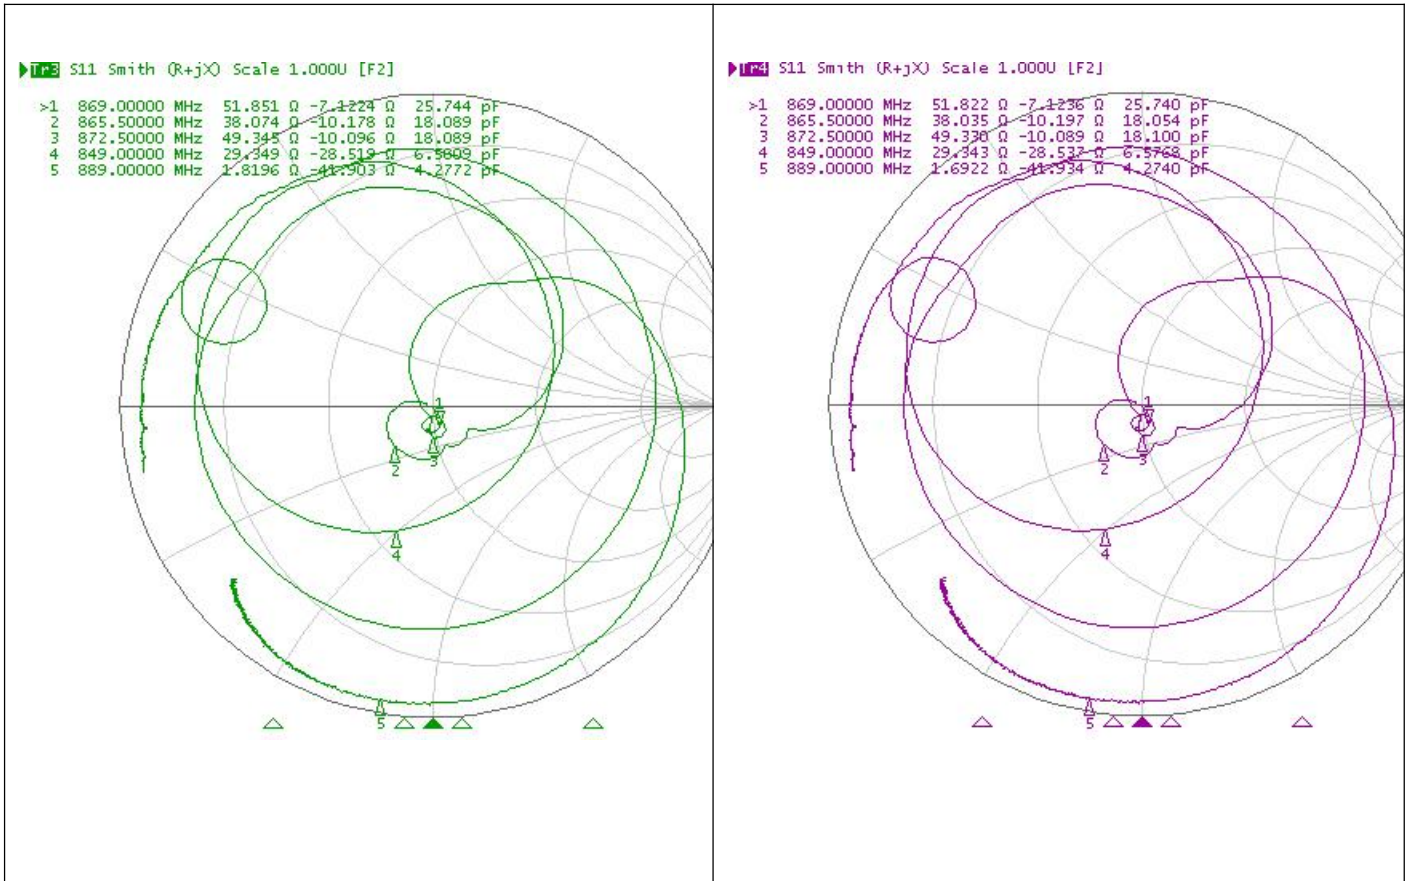 Tr3 S11 Smith (R+jX) Scale 1.000U [F2]
>1 869.00000 MHz 51.851 Ω -7.1224 Ω 25.744 pF
2 865.50000 MHz 38.074 Ω -10.178 Ω 18.089 pF
3 872.50000 MHz 49.345 Ω -10.096 Ω 18.089 pF
4 849.00000 MHz 29.349 Ω -28.519 Ω 6.5809 pF
5 889.00000 MHz 1.8196 Ω -41.903 Ω 4.2772 pF
1
2
3
4
5
Tr4 S11 Smith (R+jX) Scale 1.000U [F2]
>1 869.00000 MHz 51.822 Ω -7.1236 Ω 25.740 pF
2 865.50000 MHz 38.035 Ω -10.197 Ω 18.054 pF
3 872.50000 MHz 49.330 Ω -10.089 Ω 18.100 pF
4 849.00000 MHz 29.343 Ω -28.537 Ω 6.5768 pF
5 889.00000 MHz 1.6922 Ω -41.934 Ω 4.2740 pF
1
2
3
4
5